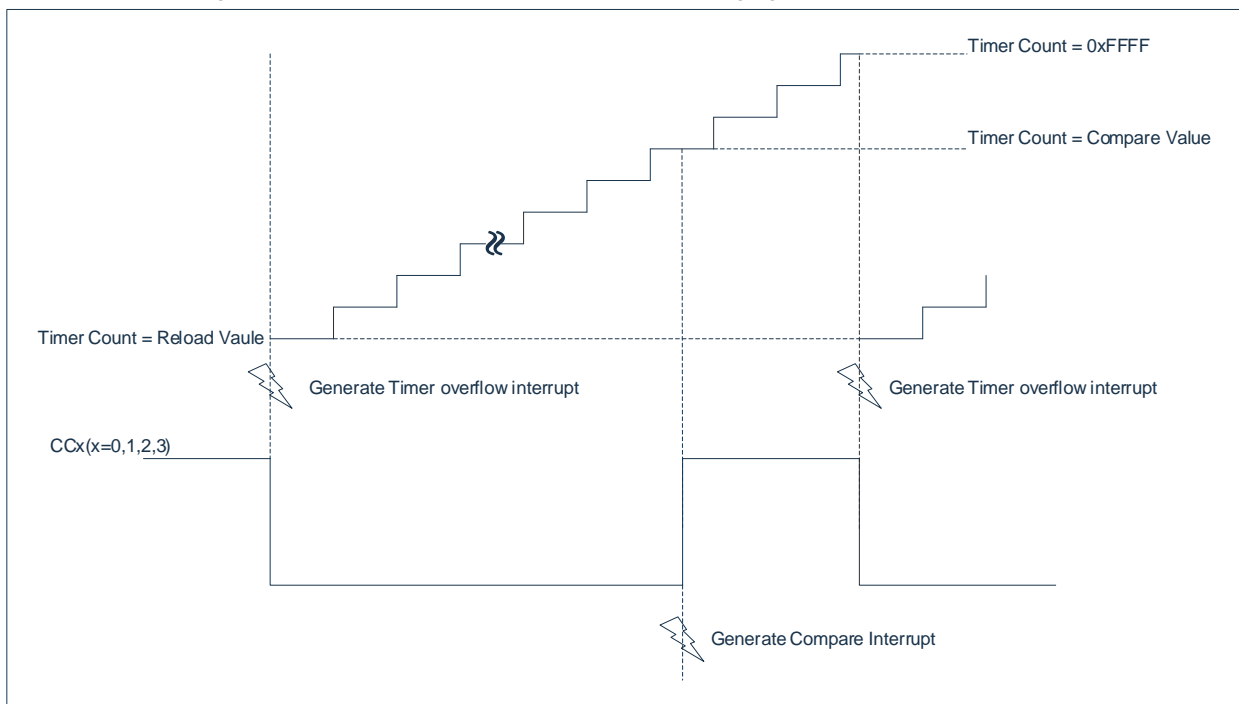 Timer Count = 0xFFFF
Timer Count = Compare Value
Timer Count = Reload Vaule
Generate Timer overflow interrupt
Generate Timer overflow interrupt
CCx(x=0,1,2,3)
Generate Compare Interrupt